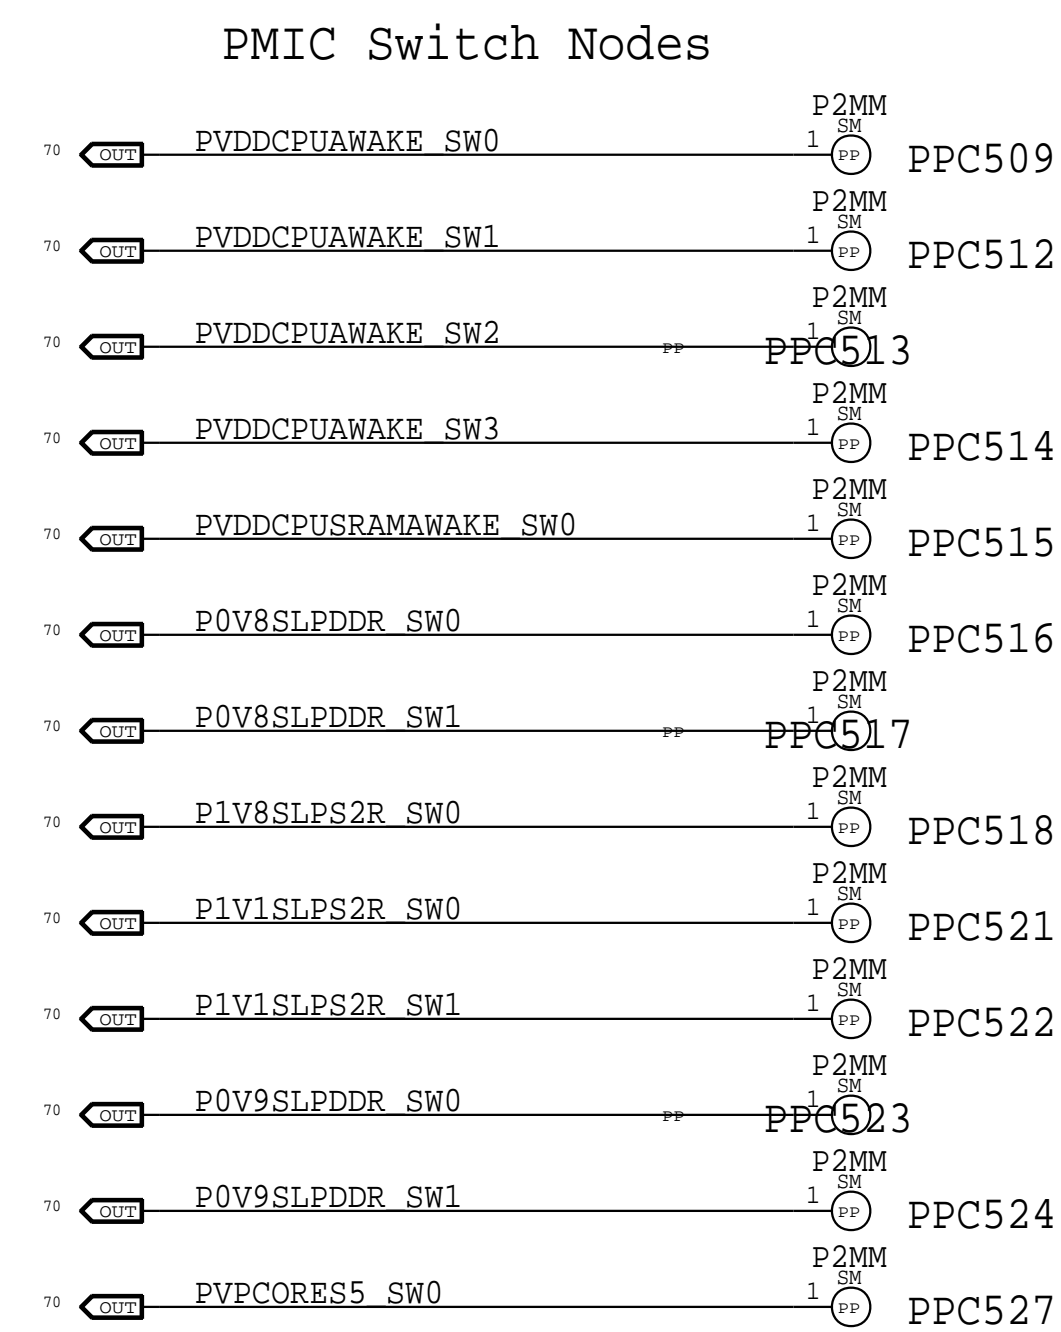 PMIC Switch Nodes
P2MM
SM
70 OUT PVDDCPUAWAKE_SW0 1 PP PPC509
P2MM
SM
70 OUT PVDDCPUAWAKE_SW1 1 PP PPC512
P2MM
SM
70 OUT PVDDCPUAWAKE_SW2 PP 1 PPC513
P2MM
SM
70 OUT PVDDCPUAWAKE_SW3 1 PP PPC514
P2MM
SM
70 OUT PVDDCPUSRAMAWAKE_SW0 1 PP PPC515
P2MM
SM
70 OUT P0V8SLPDDR_SW0 1 PP PPC516
P2MM
SM
70 OUT P0V8SLPDDR_SW1 PP 1 PPC517
P2MM
SM
70 OUT P1V8SLPS2R_SW0 1 PP PPC518
P2MM
SM
70 OUT P1V1SLPS2R_SW0 1 PP PPC521
P2MM
SM
70 OUT P1V1SLPS2R_SW1 1 PP PPC522
P2MM
SM
70 OUT P0V9SLPDDR_SW0 PP 1 PPC523
P2MM
SM
70 OUT P0V9SLPDDR_SW1 1 PP PPC524
P2MM
SM
70 OUT PVPCORES5_SW0 1 PP PPC527